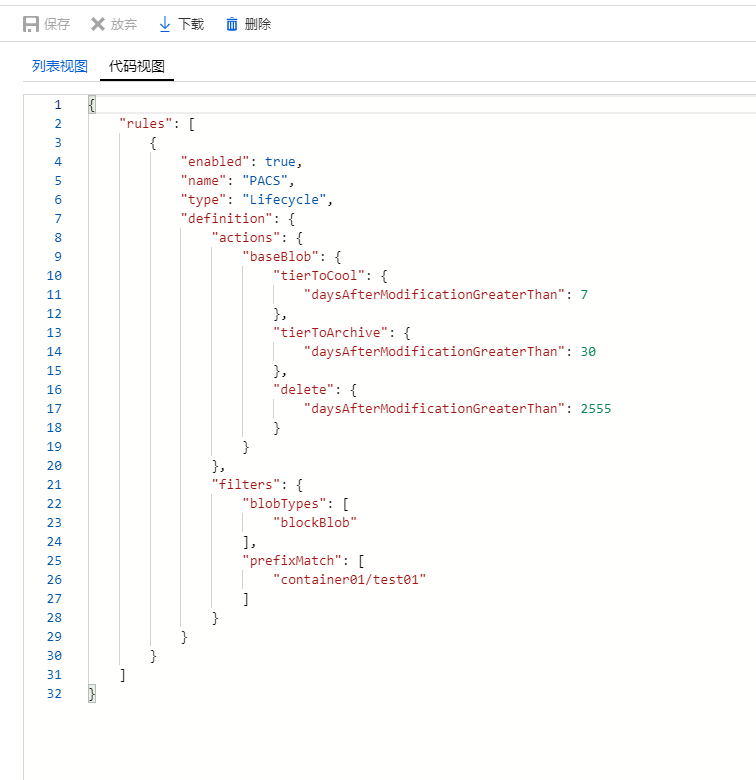 保存 放弃 下载 删除
列表视图 代码视图
1 {
2 "rules": [
3 {
4 "enabled": true,
5 "name": "PACS",
6 "type": "Lifecycle",
7 "definition": {
8 "actions": {
9 "baseBlob": {
10 "tierToCool": {
11 "daysAfterModificationGreaterThan": 7
12 },
13 "tierToArchive": {
14 "daysAfterModificationGreaterThan": 30
15 },
16 "delete": {
17 "daysAfterModificationGreaterThan": 2555
18 }
19 }
20 },
21 "filters": {
22 "blobTypes": [
23 "blockBlob"
24 ],
25 "prefixMatch": [
26 "container01/test01"
27 ]
28 }
29 }
30 }
31 ]
32 }